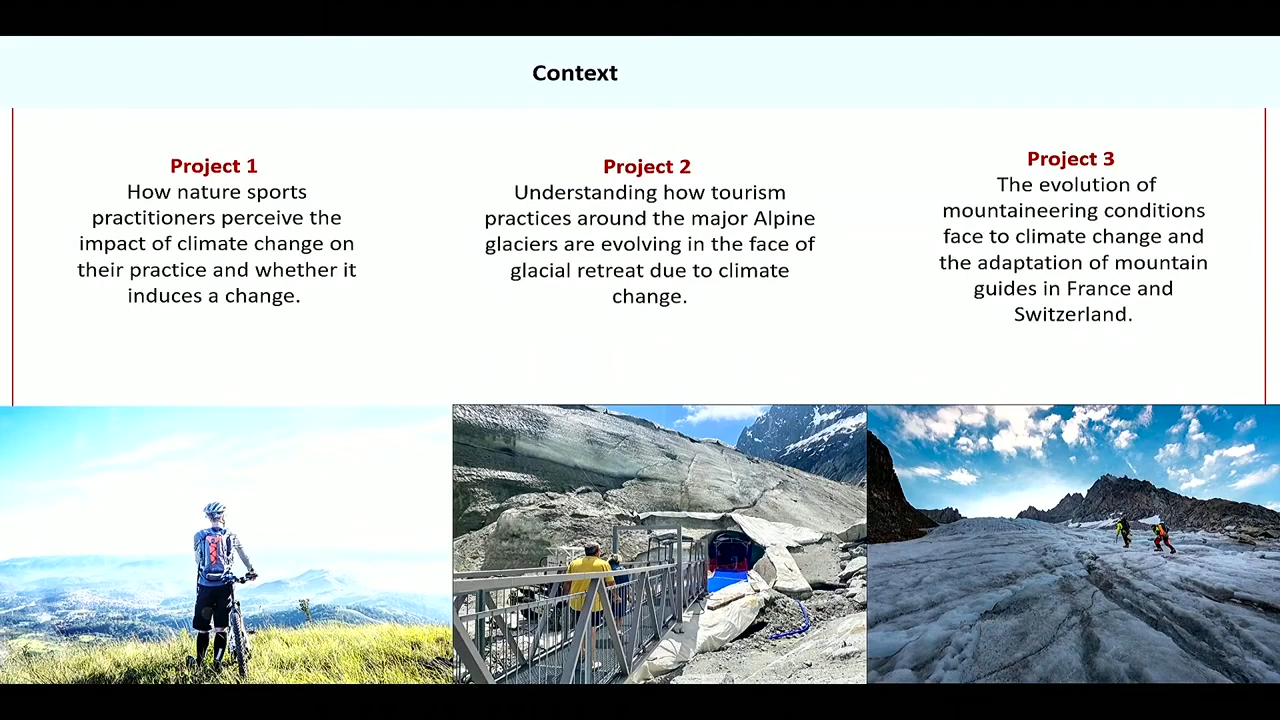 Context
Project 1
How nature sports
practitioners perceive the
impact of climate change on
their practice and whether it
induces a change.
Project 2
Understanding how tourism
practices around the major Alpine
glaciers are evolving in the face of
glacial retreat due to climate
change.
Project 3
The evolution of
mountaineering conditions
face to climate change and
the adaptation of mountain
guides in France and
Switzerland.